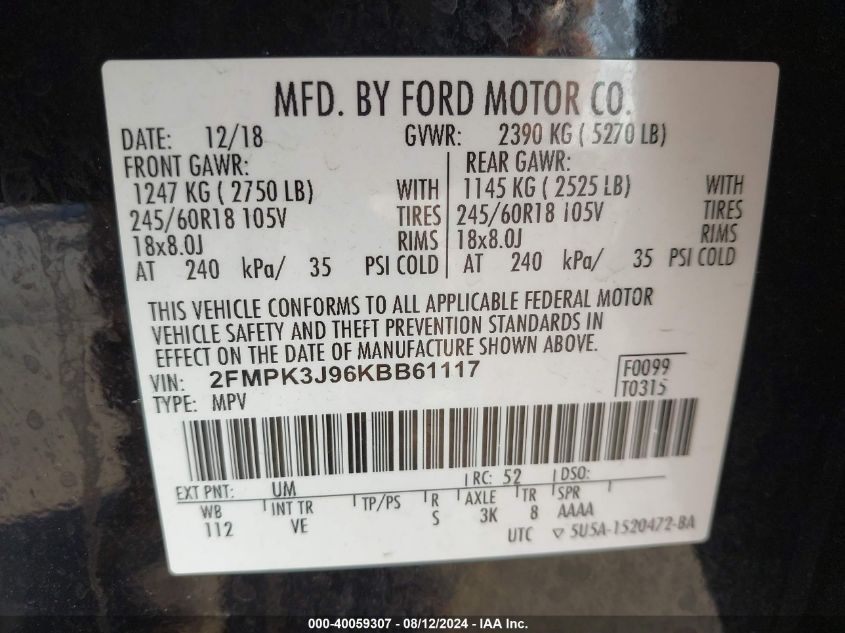 MFD. BY FORD MOTOR CO.
DATE: 12/18 GVWR: 2390 KG ( 5270 LB)
FRONT GAWR: REAR GAWR:
1247 KG ( 2750 LB) WITH 1145 KG ( 2525 LB) WITH
245/60R18 105V TIRES 245/60R18 105V TIRES
18x8.0J RIMS 18x8.0J RIMS
AT 240 kPa/ 35 PSI COLD AT 240 kPa/ 35 PSI COLD
THIS VEHICLE CONFORMS TO ALL APPLICABLE FEDERAL MOTOR
VEHICLE SAFETY AND THEFT PREVENTION STANDARDS IN
EFFECT ON THE DATE OF MANUFACTURE SHOWN ABOVE.
VIN: 2FMPK3J96KBB61117 F0099
TYPE: MPV T0315
EXT PNT: UM RC: 52 DSO:
WB INT TR TP/PS R AXLE TR SPR
112 VE S 3K 8 AAAA
UTC ▽ 5U5A-1520472-BA
000-40059307 - 08/12/2024 - IAA Inc.